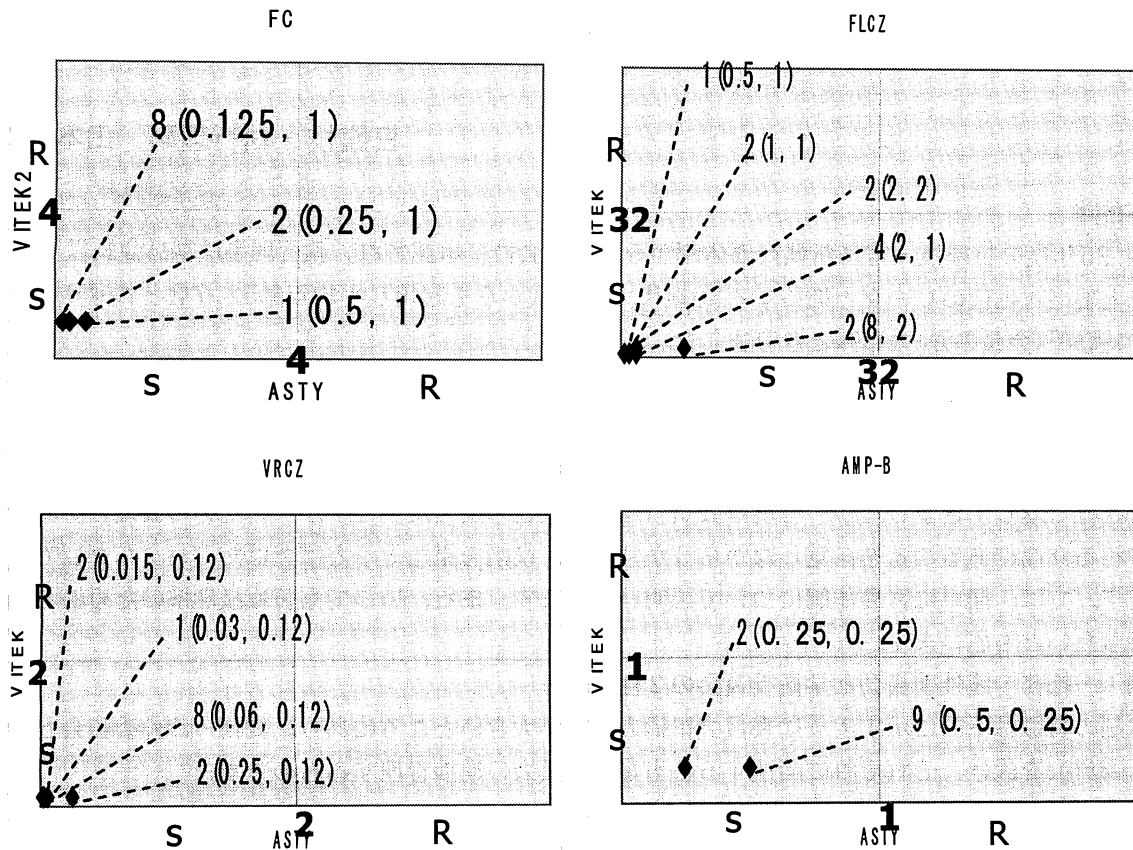 FC
8 (0.125, 1)
R
VITEK2
4
2 (0.25, 1)
S
1 (0.5, 1)
4
S
ASTY
R
FLCZ
1 (0.5, 1)
R
2 (1, 1)
2 (2. 2)
VITEK
32
4 (2, 1)
S
2 (8, 2)
S
32
ASTY
R
VRCZ
2 (0.015, 0.12)
R
1 (0.03, 0.12)
VITEK
2
8 (0.06, 0.12)
S
2 (0.25, 0.12)
2
S
ASTY
R
AMP-B
R
2 (0. 25, 0. 25)
VITEK
1
9 (0. 5, 0. 25)
S
1
S
ASTY
R